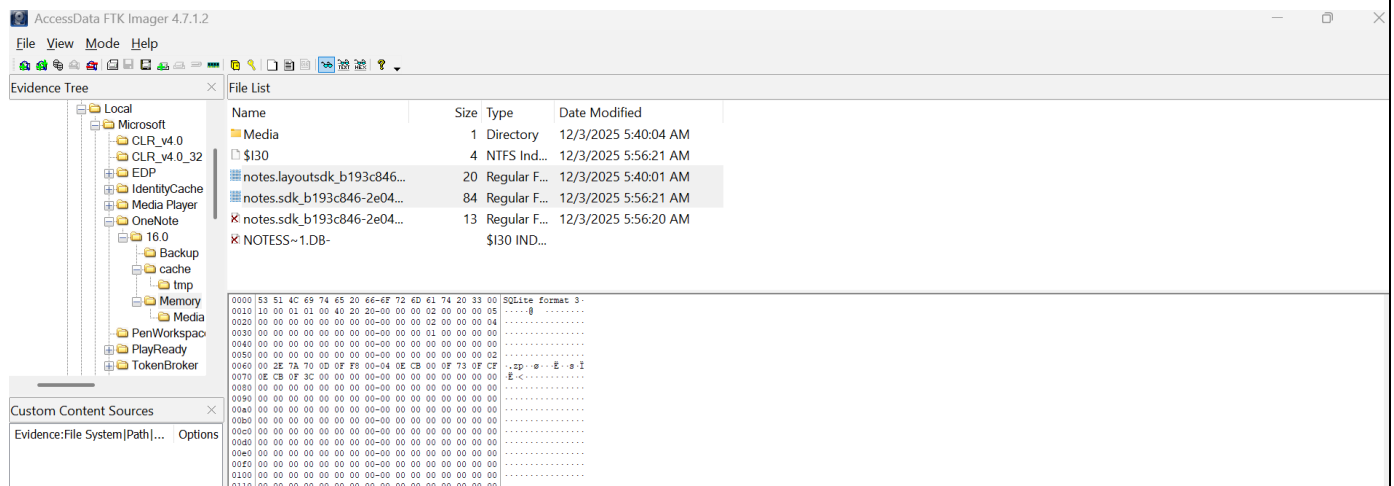 AccessData FTK Imager 4.7.1.2
File View Mode Help
Evidence Tree
Local
Microsoft
CLR_v4.0
CLR_v4.0_32
EDP
IdentityCache
Media Player
OneNote
16.0
Backup
cache
tmp
Memory
Media
PenWorkspac
PlayReady
TokenBroker
Custom Content Sources
Evidence:File System|Path|... Options
File List
Name Size Type Date Modified
Media 1 Directory 12/3/2025 5:40:04 AM
$I30 4 NTFS Ind... 12/3/2025 5:56:21 AM
notes.layoutsdk_b193c846... 20 Regular F... 12/3/2025 5:40:01 AM
notes.sdk_b193c846-2e04... 84 Regular F... 12/3/2025 5:56:21 AM
notes.sdk_b193c846-2e04... 13 Regular F... 12/3/2025 5:56:20 AM
NOTESS~1.DB- $I30 IND...
0000 53 51 4C 69 74 65 20 66-6F 72 6D 61 74 20 33 00 SQLite format 3·
0010 10 00 01 01 00 40 20 20-00 00 00 02 00 00 00 05 ·····@ ········
0020 00 00 00 00 00 00 00 00-00 00 00 02 00 00 00 04 ················
0030 00 00 00 00 00 00 00 00-00 00 00 01 00 00 00 00 ················
0040 00 00 00 00 00 00 00 00-00 00 00 00 00 00 00 00 ················
0050 00 00 00 00 00 00 00 00-00 00 00 00 00 00 00 02 ················
0060 00 2E 7A 70 0D 0F F8 00-04 0E CB 00 0F 73 0F CF ·.zp··ø···Ë··s·Ï
0070 0E CB 0F 3C 00 00 00 00-00 00 00 00 00 00 00 00 ·Ë·<············
0080 00 00 00 00 00 00 00 00-00 00 00 00 00 00 00 00 ················
0090 00 00 00 00 00 00 00 00-00 00 00 00 00 00 00 00 ················
00a0 00 00 00 00 00 00 00 00-00 00 00 00 00 00 00 00 ················
00b0 00 00 00 00 00 00 00 00-00 00 00 00 00 00 00 00 ················
00c0 00 00 00 00 00 00 00 00-00 00 00 00 00 00 00 00 ················
00d0 00 00 00 00 00 00 00 00-00 00 00 00 00 00 00 00 ················
00e0 00 00 00 00 00 00 00 00-00 00 00 00 00 00 00 00 ················
00f0 00 00 00 00 00 00 00 00-00 00 00 00 00 00 00 00 ················
0100 00 00 00 00 00 00 00 00-00 00 00 00 00 00 00 00 ················
0110 00 00 00 00 00 00 00 00-00 00 00 00 00 00 00 00